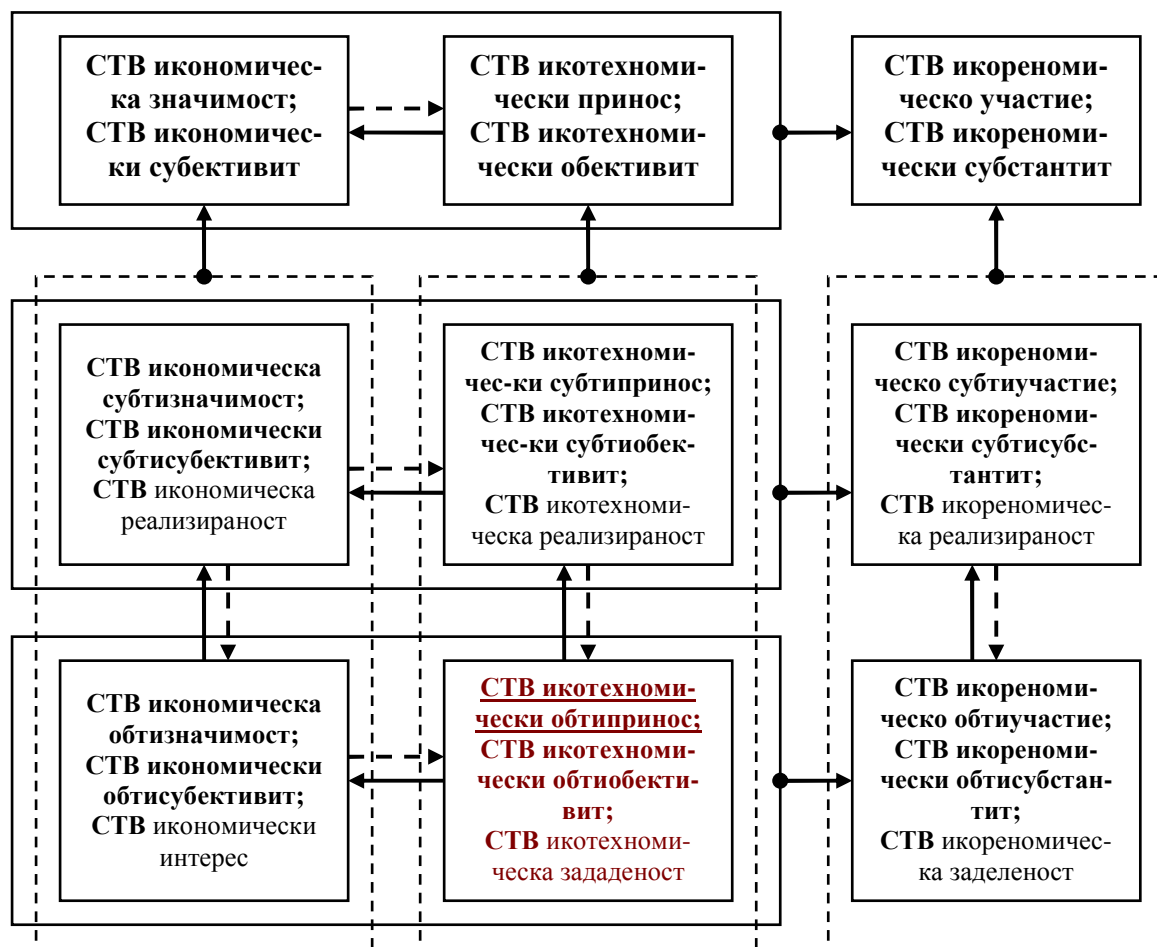 СТВ икономичес-
ка значимост;
СТВ икономичес-
ки субективит
СТВ икотехноми-
чески принос;
СТВ икотехноми-
чески обективит
СТВ икореноми-
ческо участие;
СТВ икореноми-
чески субстантит
СТВ икономическа
субтизначимост;
СТВ икономически
субтисубективит;
СТВ икономическа
реализираност
СТВ икотехноми-
чес-ки субтипринос;
СТВ икотехноми-
чес-ки субтиобек-
тивит;
СТВ икотехноми-
ческа реализираност
СТВ икореноми-
ческо субтиучастие;
СТВ икореноми-
чески субтисубс-
тантит;
СТВ икореномичес-
ка реализираност
СТВ икономическа
обтизначимост;
СТВ икономически
обтисубективит;
СТВ икономически
интерес
СТВ икотехноми-
чески обтипринос;
СТВ икотехноми-
чески обтиобекти-
вит;
СТВ икотехноми-
ческа зададеност
СТВ икореноми-
ческо обтиучастие;
СТВ икореноми-
чески обтисубстан-
тит;
СТВ икореномичес-
ка заделеност